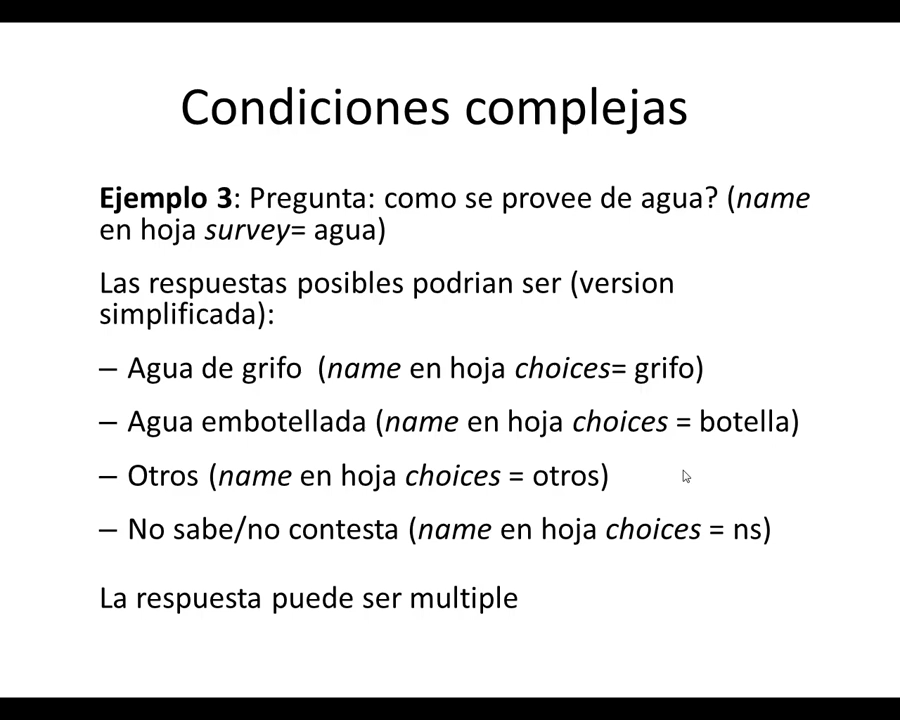 Condiciones complejas
Ejemplo 3: Pregunta: como se provee de agua? (name
en hoja survey= agua)
Las respuestas posibles podrian ser (version
simplificada):
– Agua de grifo (name en hoja choices= grifo)
– Agua embotellada (name en hoja choices = botella)
– Otros (name en hoja choices = otros)
– No sabe/no contesta (name en hoja choices = ns)
La respuesta puede ser multiple